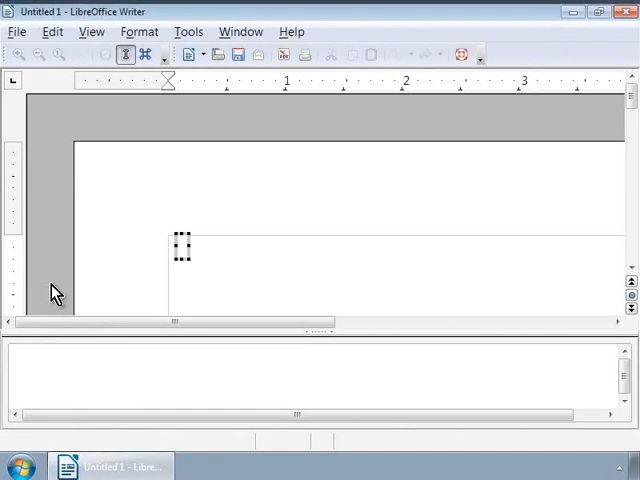 Untitled 1 - LibreOffice Writer
File Edit View Format Tools Window Help
1 2 3
Untitled 1 - Libre...